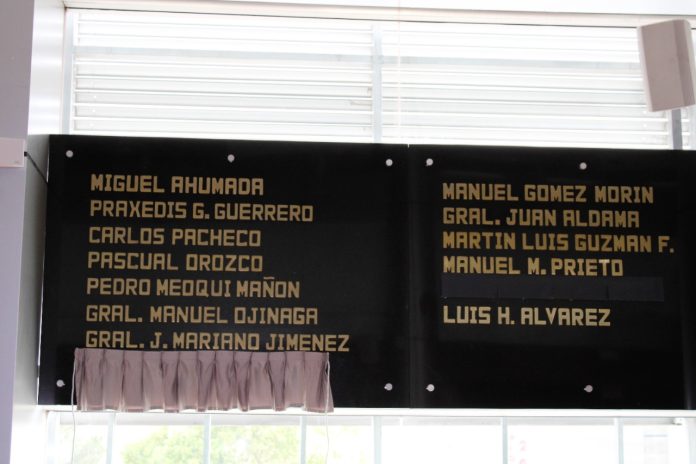 MIGUEL AHUMADA
PRAXEDIS G. GUERRERO
CARLOS PACHECO
PASCUAL OROZCO
PEDRO MEOQUI MAÑON
GRAL. MANUEL OJINAGA
GRAL. J. MARIANO JIMENEZ
MANUEL GOMEZ MORIN
GRAL. JUAN ALDAMA
MARTIN LUIS GUZMAN F.
MANUEL M. PRIETO
LUIS H. ALVAREZ